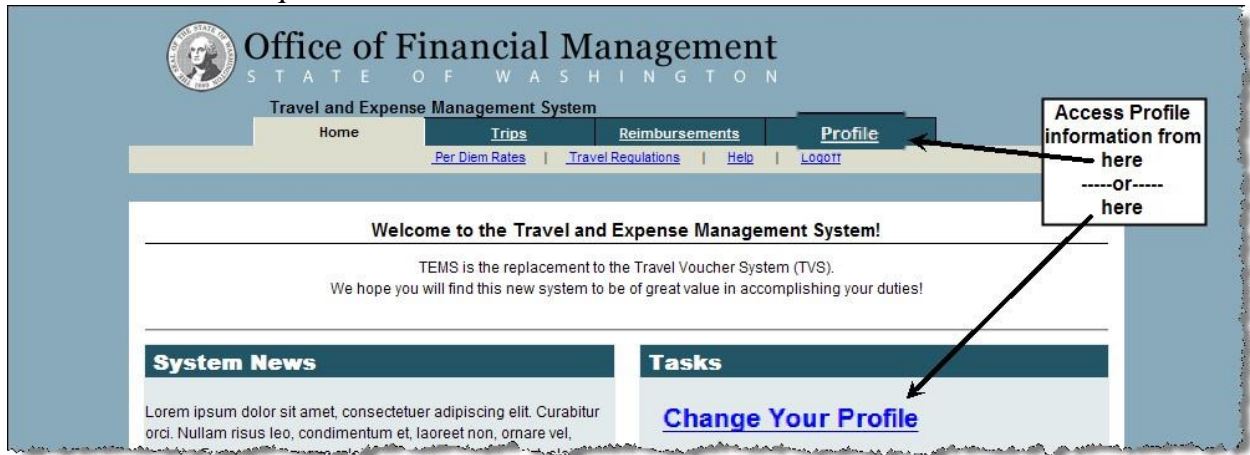 Office of Financial Management
STATE OF WASHINGTON
Travel and Expense Management System
Home Trips Reimbursements Profile
Per Diem Rates | Travel Regulations | Help | Logoff
Access Profile
information from
here
-----or-----
here
Welcome to the Travel and Expense Management System!
TEMS is the replacement to the Travel Voucher System (TVS).
We hope you will find this new system to be of great value in accomplishing your duties!
System News
Lorem ipsum dolor sit amet, consectetuer adipiscing elit. Curabitur
orci. Nullam risus leo, condimentum et, laoreet non, ornare vel,
Tasks
Change Your Profile